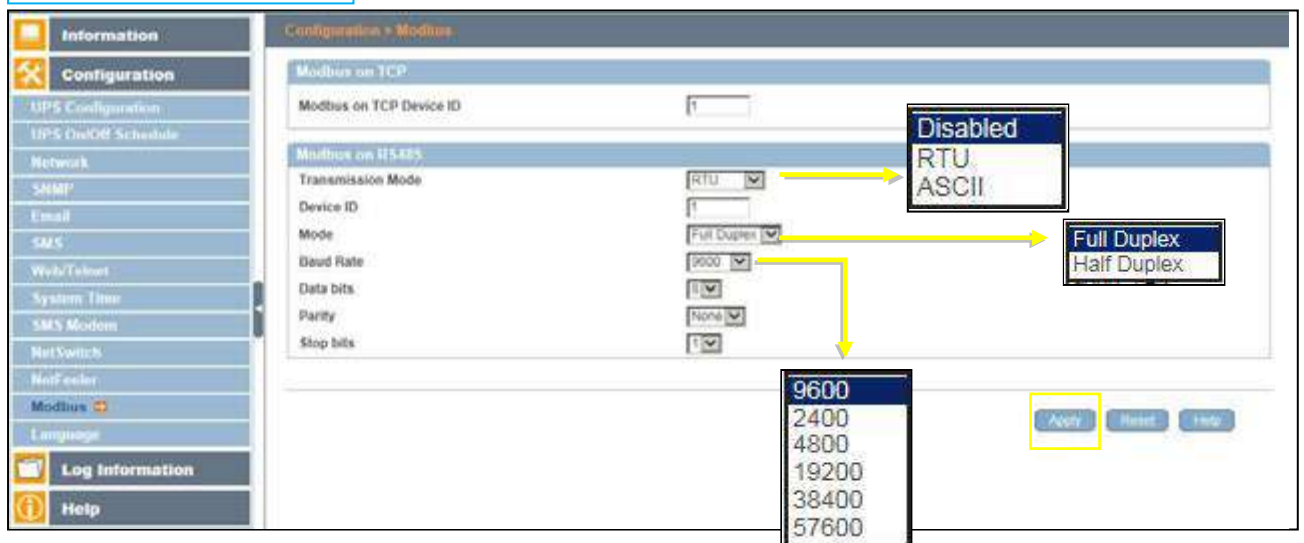 Information
Configuration
UPS Configuration
UPS On/Off Schedule
Network
SNMP
Email
SMS
Web/Telnet
System Time
SMS Modem
NetSwitch
NetFeeler
Modbus
Language
Log Information
Help
Configuration > Modbus
Modbus on TCP
Modbus on TCP Device ID 1
Modbus on RS485
Transmission Mode RTU
Device ID 1
Mode Full Duplex
Baud Rate 9600
Data bits 8
Parity None
Stop bits 1
Disabled
RTU
ASCII
Full Duplex
Half Duplex
9600
2400
4800
19200
38400
57600
Apply Reset Help